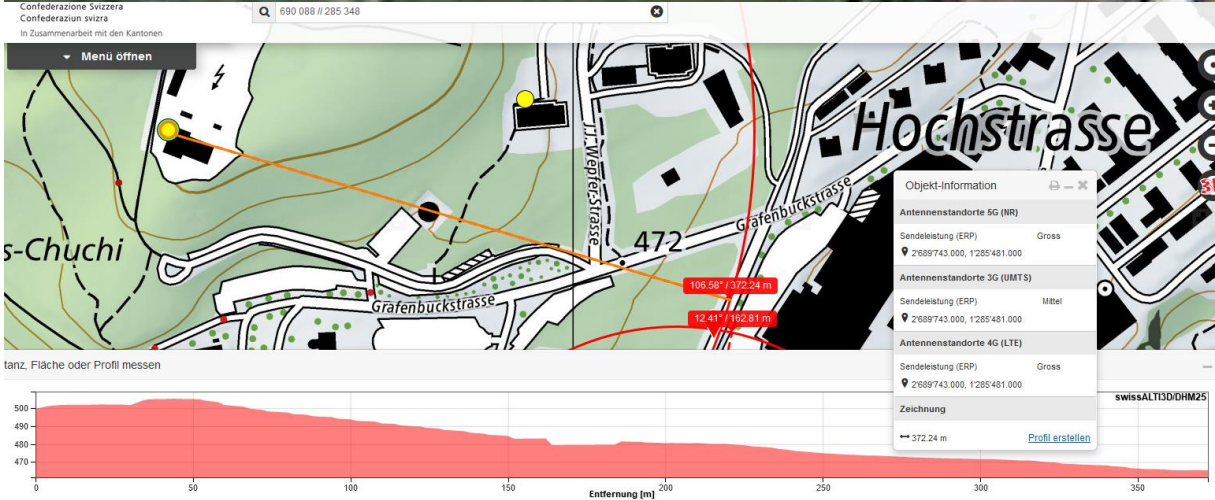 Confederazione Svizzera
Confederaziun svizra
In Zusammenarbeit mit den Kantonen
690 088 // 285 348
Menü öffnen
Hochstrasse
J.J. Wepfer-Strasse
Grafenbuckstrasse
s-Chuchi
472
Grafenbuckstrasse
106.58° / 372.24 m
12.41° / 162.81 m
3
Objekt-Information
Antennenstandorte 5G (NR)
Sendeleistung (ERP) Gross
2'689'743.000, 1'285'481.000
Antennenstandorte 3G (UMTS)
Sendeleistung (ERP) Mittel
2'689'743.000, 1'285'481.000
Antennenstandorte 4G (LTE)
Sendeleistung (ERP) Gross
2'689'743.000, 1'285'481.000
Zeichnung
372.24 m Profil erstellen
tanz, Fläche oder Profil messen
swissALTI3D/DHM25
500
490
480
470
0 50 100 150 200 250 300 350
Entfernung [m]